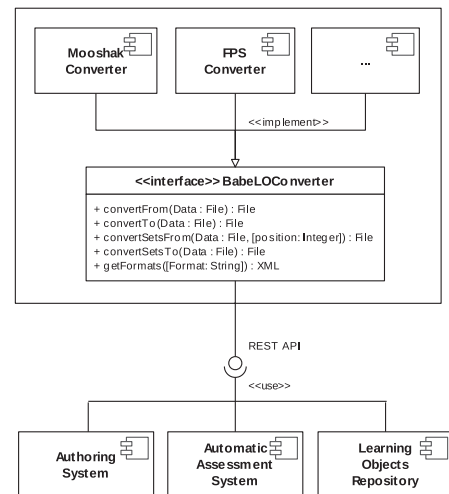 Mooshak
Converter
FPS
Converter
...
<<implement>>
<<interface>> BabeLOConverter
+ convertFrom(Data : File) : File
+ convertTo(Data : File) : File
+ convertSetsFrom(Data : File, [position: Integer]) : File
+ convertSetsTo(Data : File) : File
+ getFormats([Format: String]) : XML
REST API
<<use>>
Authoring
System
Automatic
Assessment
System
Learning
Objects
Repository